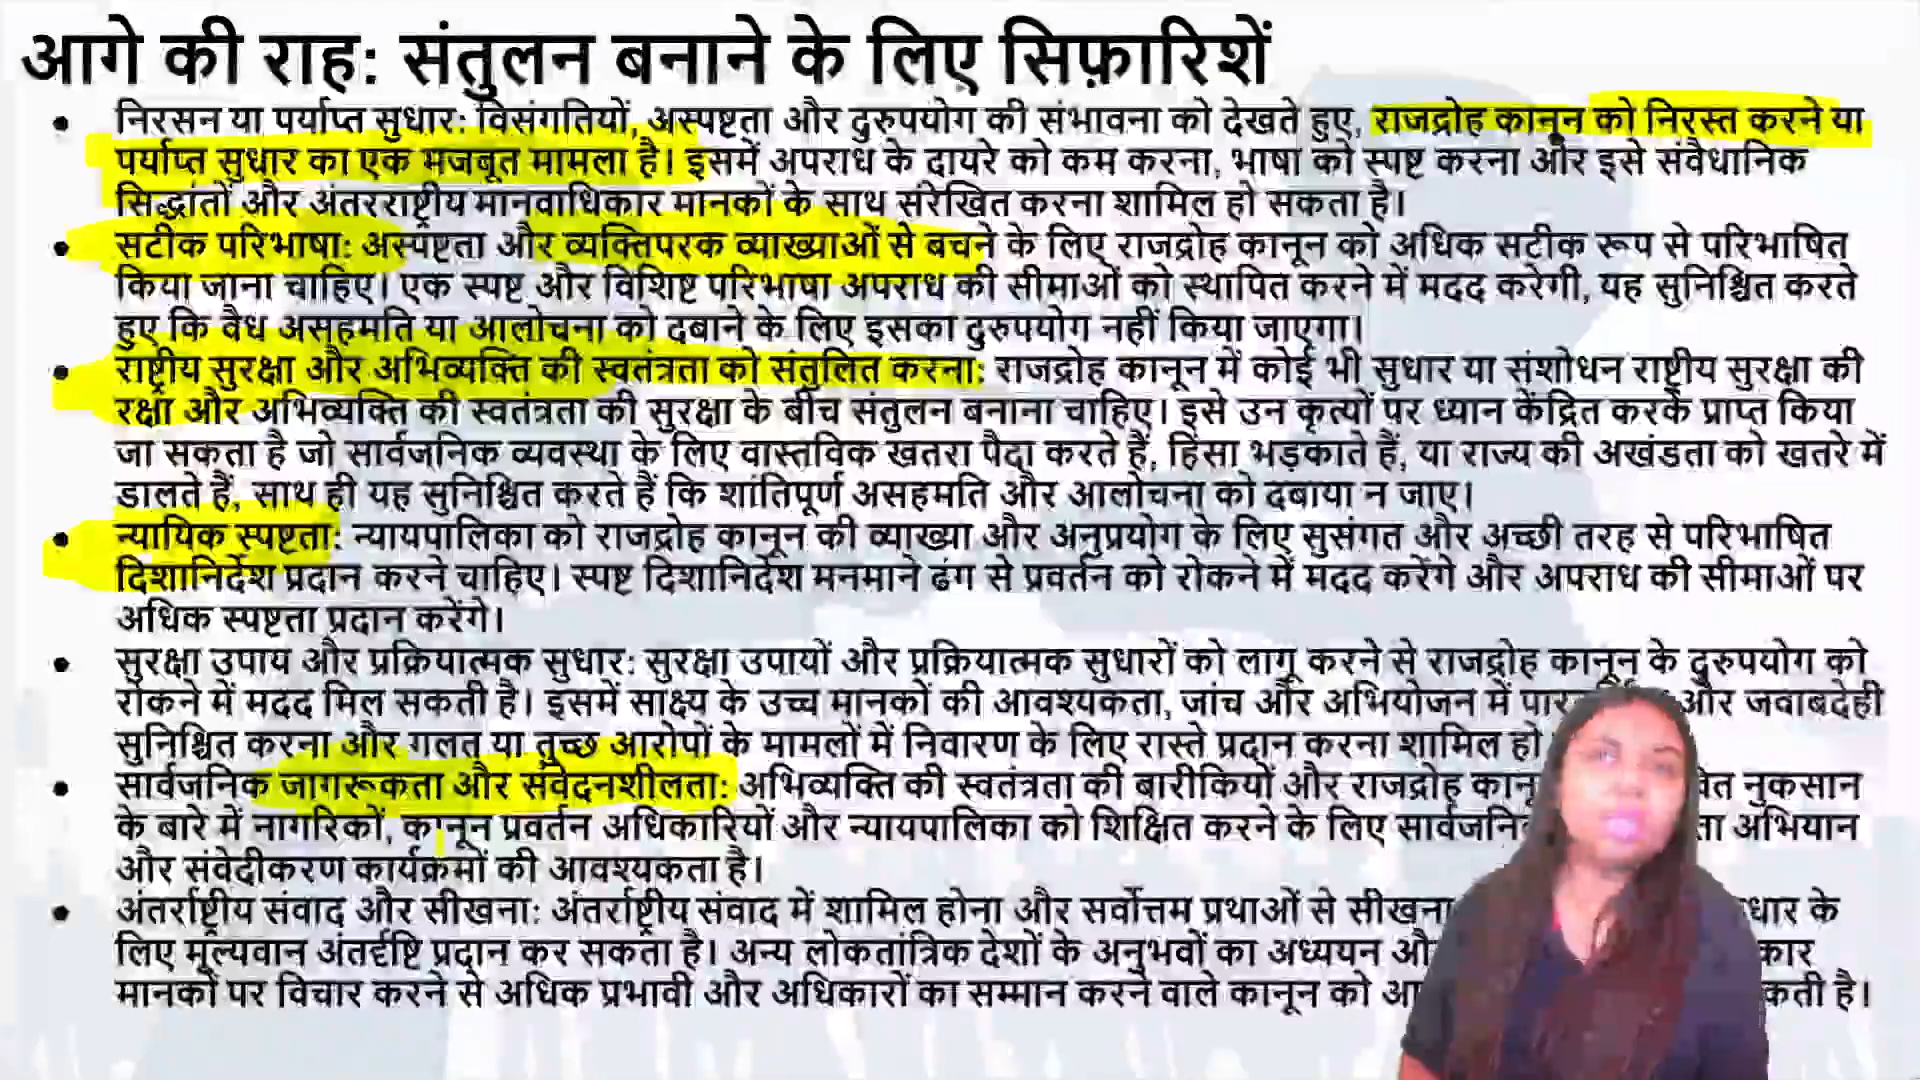 आगे की राह: संतुलन बनाने के लिए सिफ़ारिशें
• निरसन या पर्याप्त सुधार: विसंगतियों, अस्पष्टता और दुरुपयोग की संभावना को देखते हुए, राजद्रोह कानून को निरस्त करने या
पर्याप्त सुधार का एक मजबूत मामला है। इसमें अपराध के दायरे को कम करना, भाषा को स्पष्ट करना और इसे संवैधानिक
सिद्धांतों और अंतरराष्ट्रीय मानवाधिकार मानकों के साथ संरेखित करना शामिल हो सकता है।
• सटीक परिभाषा: अस्पष्टता और व्यक्तिपरक व्याख्याओं से बचने के लिए राजद्रोह कानून को अधिक सटीक रूप से परिभाषित
किया जाना चाहिए। एक स्पष्ट और विशिष्ट परिभाषा अपराध की सीमाओं को स्थापित करने में मदद करेगी, यह सुनिश्चित करते
हुए कि वैध असहमति या आलोचना को दबाने के लिए इसका दुरुपयोग नहीं किया जाएगा।
• राष्ट्रीय सुरक्षा और अभिव्यक्ति की स्वतंत्रता को संतुलित करना: राजद्रोह कानून में कोई भी सुधार या संशोधन राष्ट्रीय सुरक्षा की
रक्षा और अभिव्यक्ति की स्वतंत्रता की सुरक्षा के बीच संतुलन बनाना चाहिए। इसे उन कृत्यों पर ध्यान केंद्रित करके प्राप्त किया
जा सकता है जो सार्वजनिक व्यवस्था के लिए वास्तविक खतरा पैदा करते हैं, हिंसा भड़काते हैं, या राज्य की अखंडता को खतरे में
डालते हैं, साथ ही यह सुनिश्चित करते हैं कि शांतिपूर्ण असहमति और आलोचना को दबाया न जाए।
• न्यायिक स्पष्टता: न्यायपालिका को राजद्रोह कानून की व्याख्या और अनुप्रयोग के लिए सुसंगत और अच्छी तरह से परिभाषित
दिशानिर्देश प्रदान करने चाहिए। स्पष्ट दिशानिर्देश मनमाने ढंग से प्रवर्तन को रोकने में मदद करेंगे और अपराध की सीमाओं पर
अधिक स्पष्टता प्रदान करेंगे।
• सुरक्षा उपाय और प्रक्रियात्मक सुधार: सुरक्षा उपायों और प्रक्रियात्मक सुधारों को लागू करने से राजद्रोह कानून के दुरुपयोग को
रोकने में मदद मिल सकती है। इसमें साक्ष्य के उच्च मानकों की आवश्यकता, जांच और अभियोजन में और जवाबदेही
सुनिश्चित करना और गलत या तुच्छ आरोपों के मामलों में निवारण के लिए रास्ते प्रदान करना शामिल हो
• सार्वजनिक जागरूकता और संवेदनशीलता: अभिव्यक्ति की स्वतंत्रता की बारीकियों और राजद्रोह नुकसान
के बारे में नागरिकों, कानून प्रवर्तन अधिकारियों और न्यायपालिका को शिक्षित करने के लिए अभियान
और संवेदीकरण कार्यक्रमों की आवश्यकता है।
• अंतर्राष्ट्रीय संवाद और सीखना: अंतर्राष्ट्रीय संवाद में शामिल होना और सर्वोत्तम प्रथाओं से सीखना के
लिए मूल्यवान अंतर्दृष्टि प्रदान कर सकता है। अन्य लोकतांत्रिक देशों के अनुभवों का अध्ययन
मानकों पर विचार करने से अधिक प्रभावी और अधिकारों का सम्मान करने वाले कानून को है।